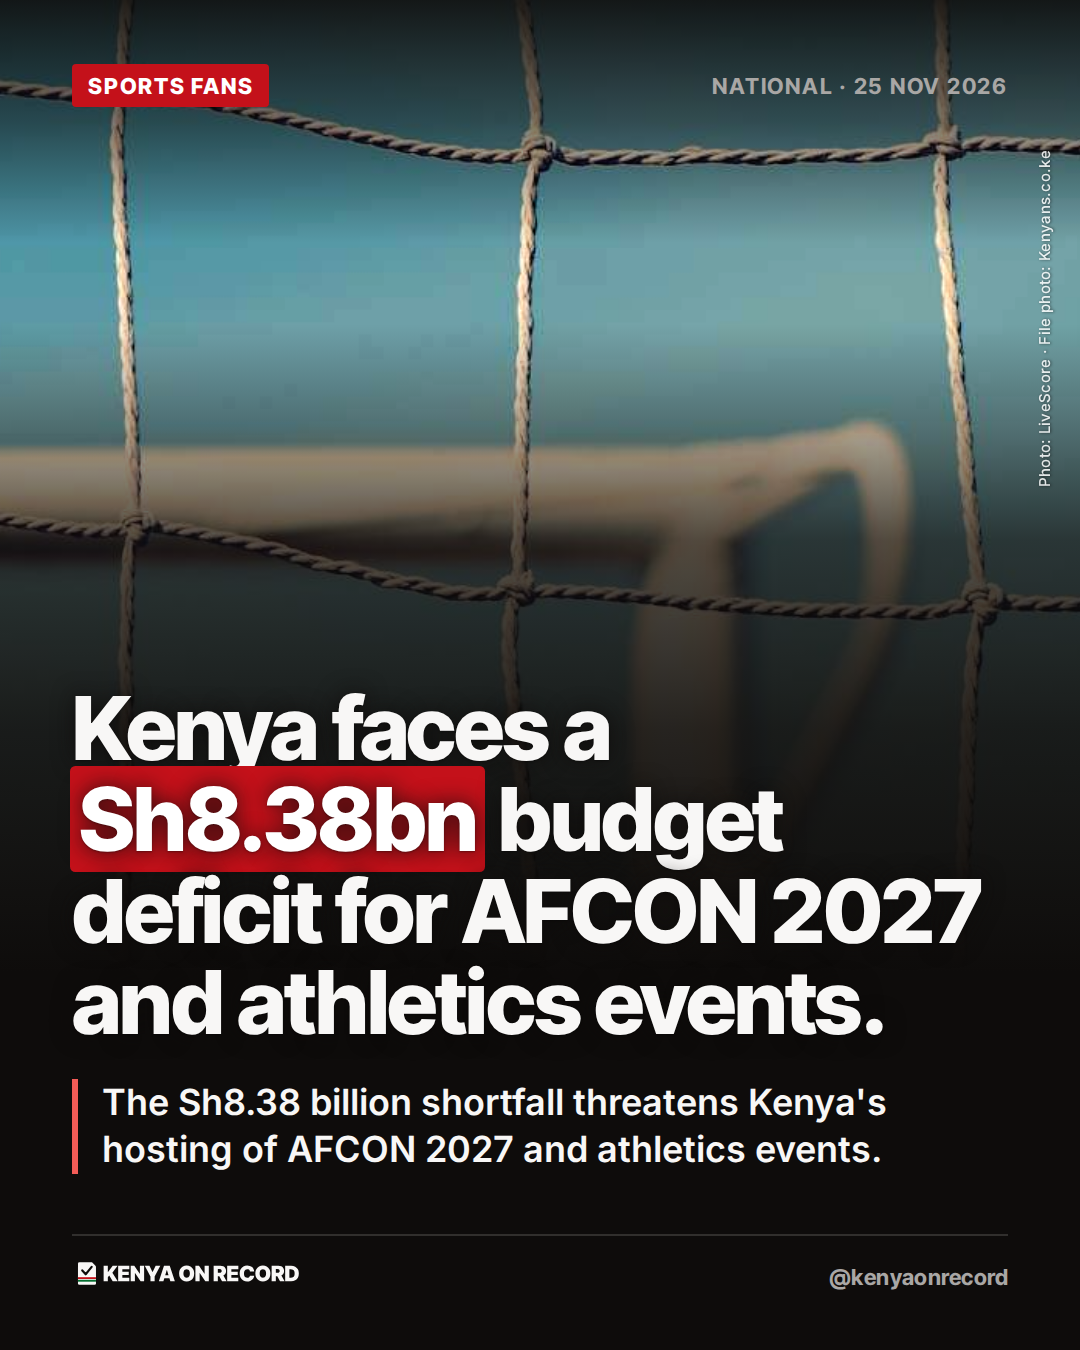 SPORTS FANS
NATIONAL · 25 NOV 2026
Photo: LiveScore · File photo: Kenyans.co.ke
Kenya faces a
Sh8.38bn budget
deficit for AFCON 2027
and athletics events.
The Sh8.38 billion shortfall threatens Kenya's
hosting of AFCON 2027 and athletics events.
KENYA ON RECORD
@kenyaonrecord